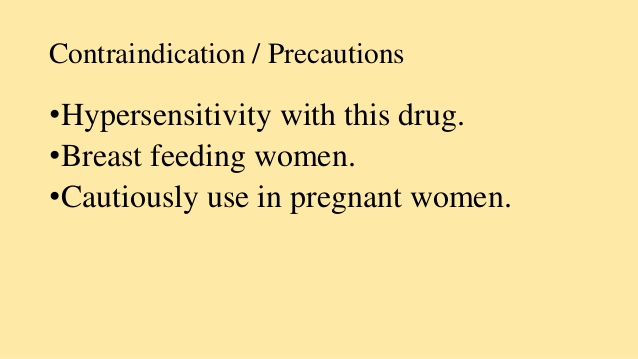 Contraindication / Precautions
•Hypersensitivity with this drug.
•Breast feeding women.
•Cautiously use in pregnant women.